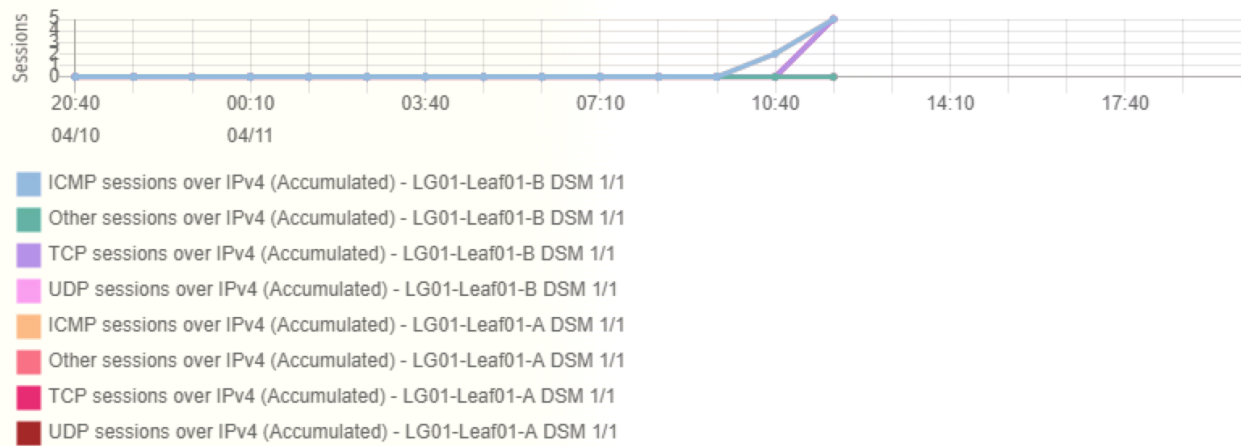 Sessions
5
4
3
2
1
0
20:40 00:10 03:40 07:10 10:40 14:10 17:40
04/10 04/11
ICMP sessions over IPv4 (Accumulated) - LG01-Leaf01-B DSM 1/1
Other sessions over IPv4 (Accumulated) - LG01-Leaf01-B DSM 1/1
TCP sessions over IPv4 (Accumulated) - LG01-Leaf01-B DSM 1/1
UDP sessions over IPv4 (Accumulated) - LG01-Leaf01-B DSM 1/1
ICMP sessions over IPv4 (Accumulated) - LG01-Leaf01-A DSM 1/1
Other sessions over IPv4 (Accumulated) - LG01-Leaf01-A DSM 1/1
TCP sessions over IPv4 (Accumulated) - LG01-Leaf01-A DSM 1/1
UDP sessions over IPv4 (Accumulated) - LG01-Leaf01-A DSM 1/1